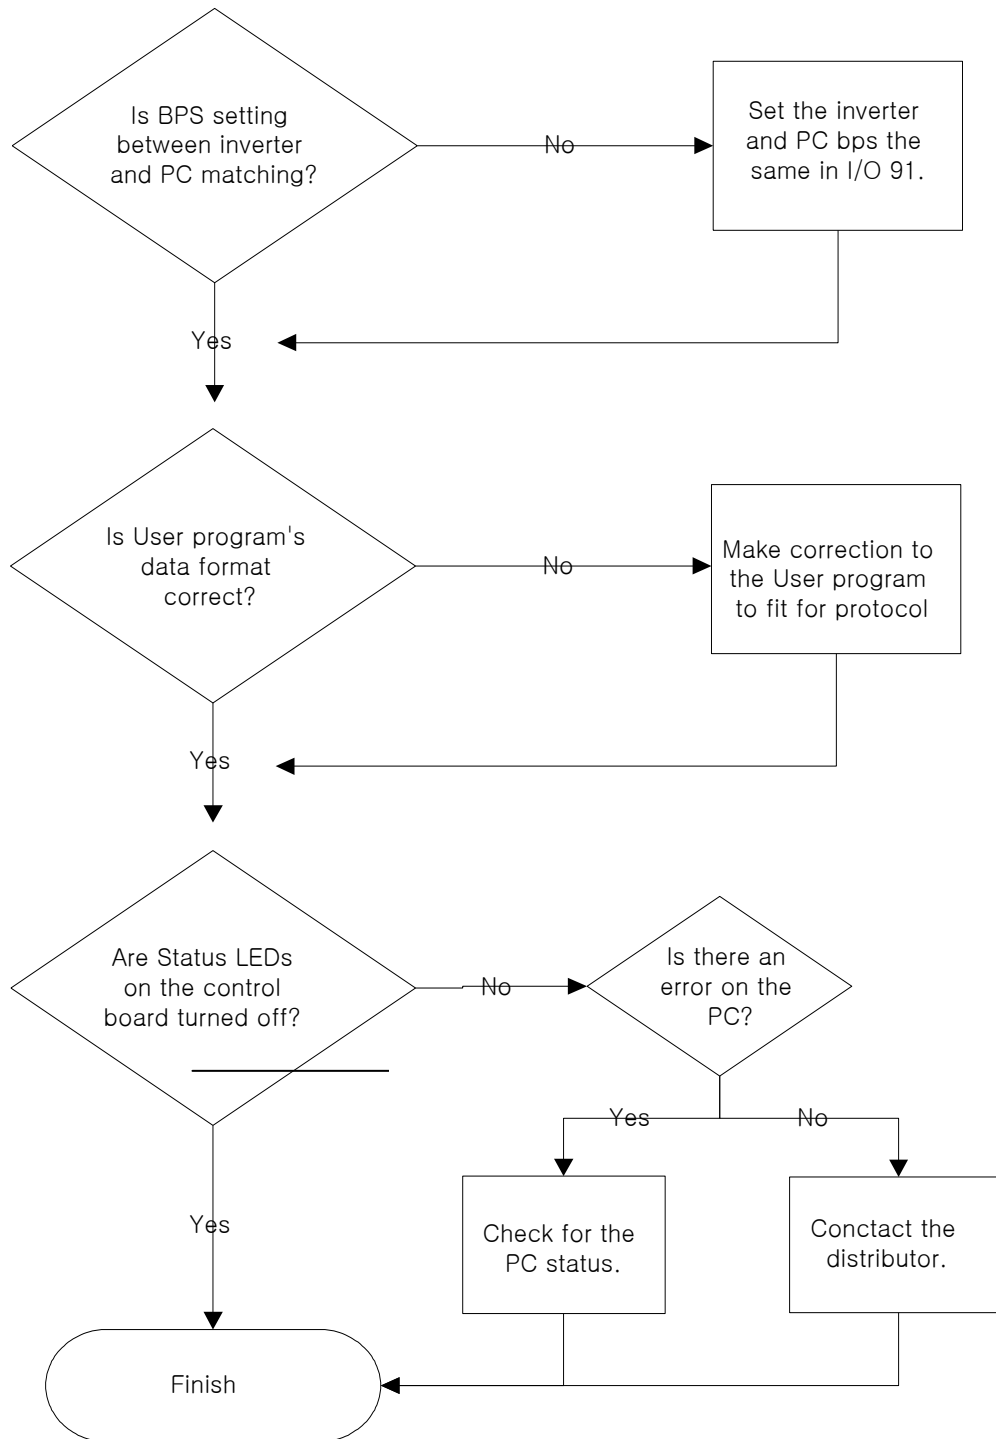 Is BPS setting
between inverter
and PC matching?
No
Set the inverter
and PC bps the
same in I/O 91.
Yes
Is User program's
data format
correct?
No
Make correction to
the User program
to fit for protocol
Yes
Are Status LEDs
on the control
board turned off?
No
Is there an
error on the
PC?
Yes
No
Check for the
PC status.
Conctact the
distributor.
Yes
Finish